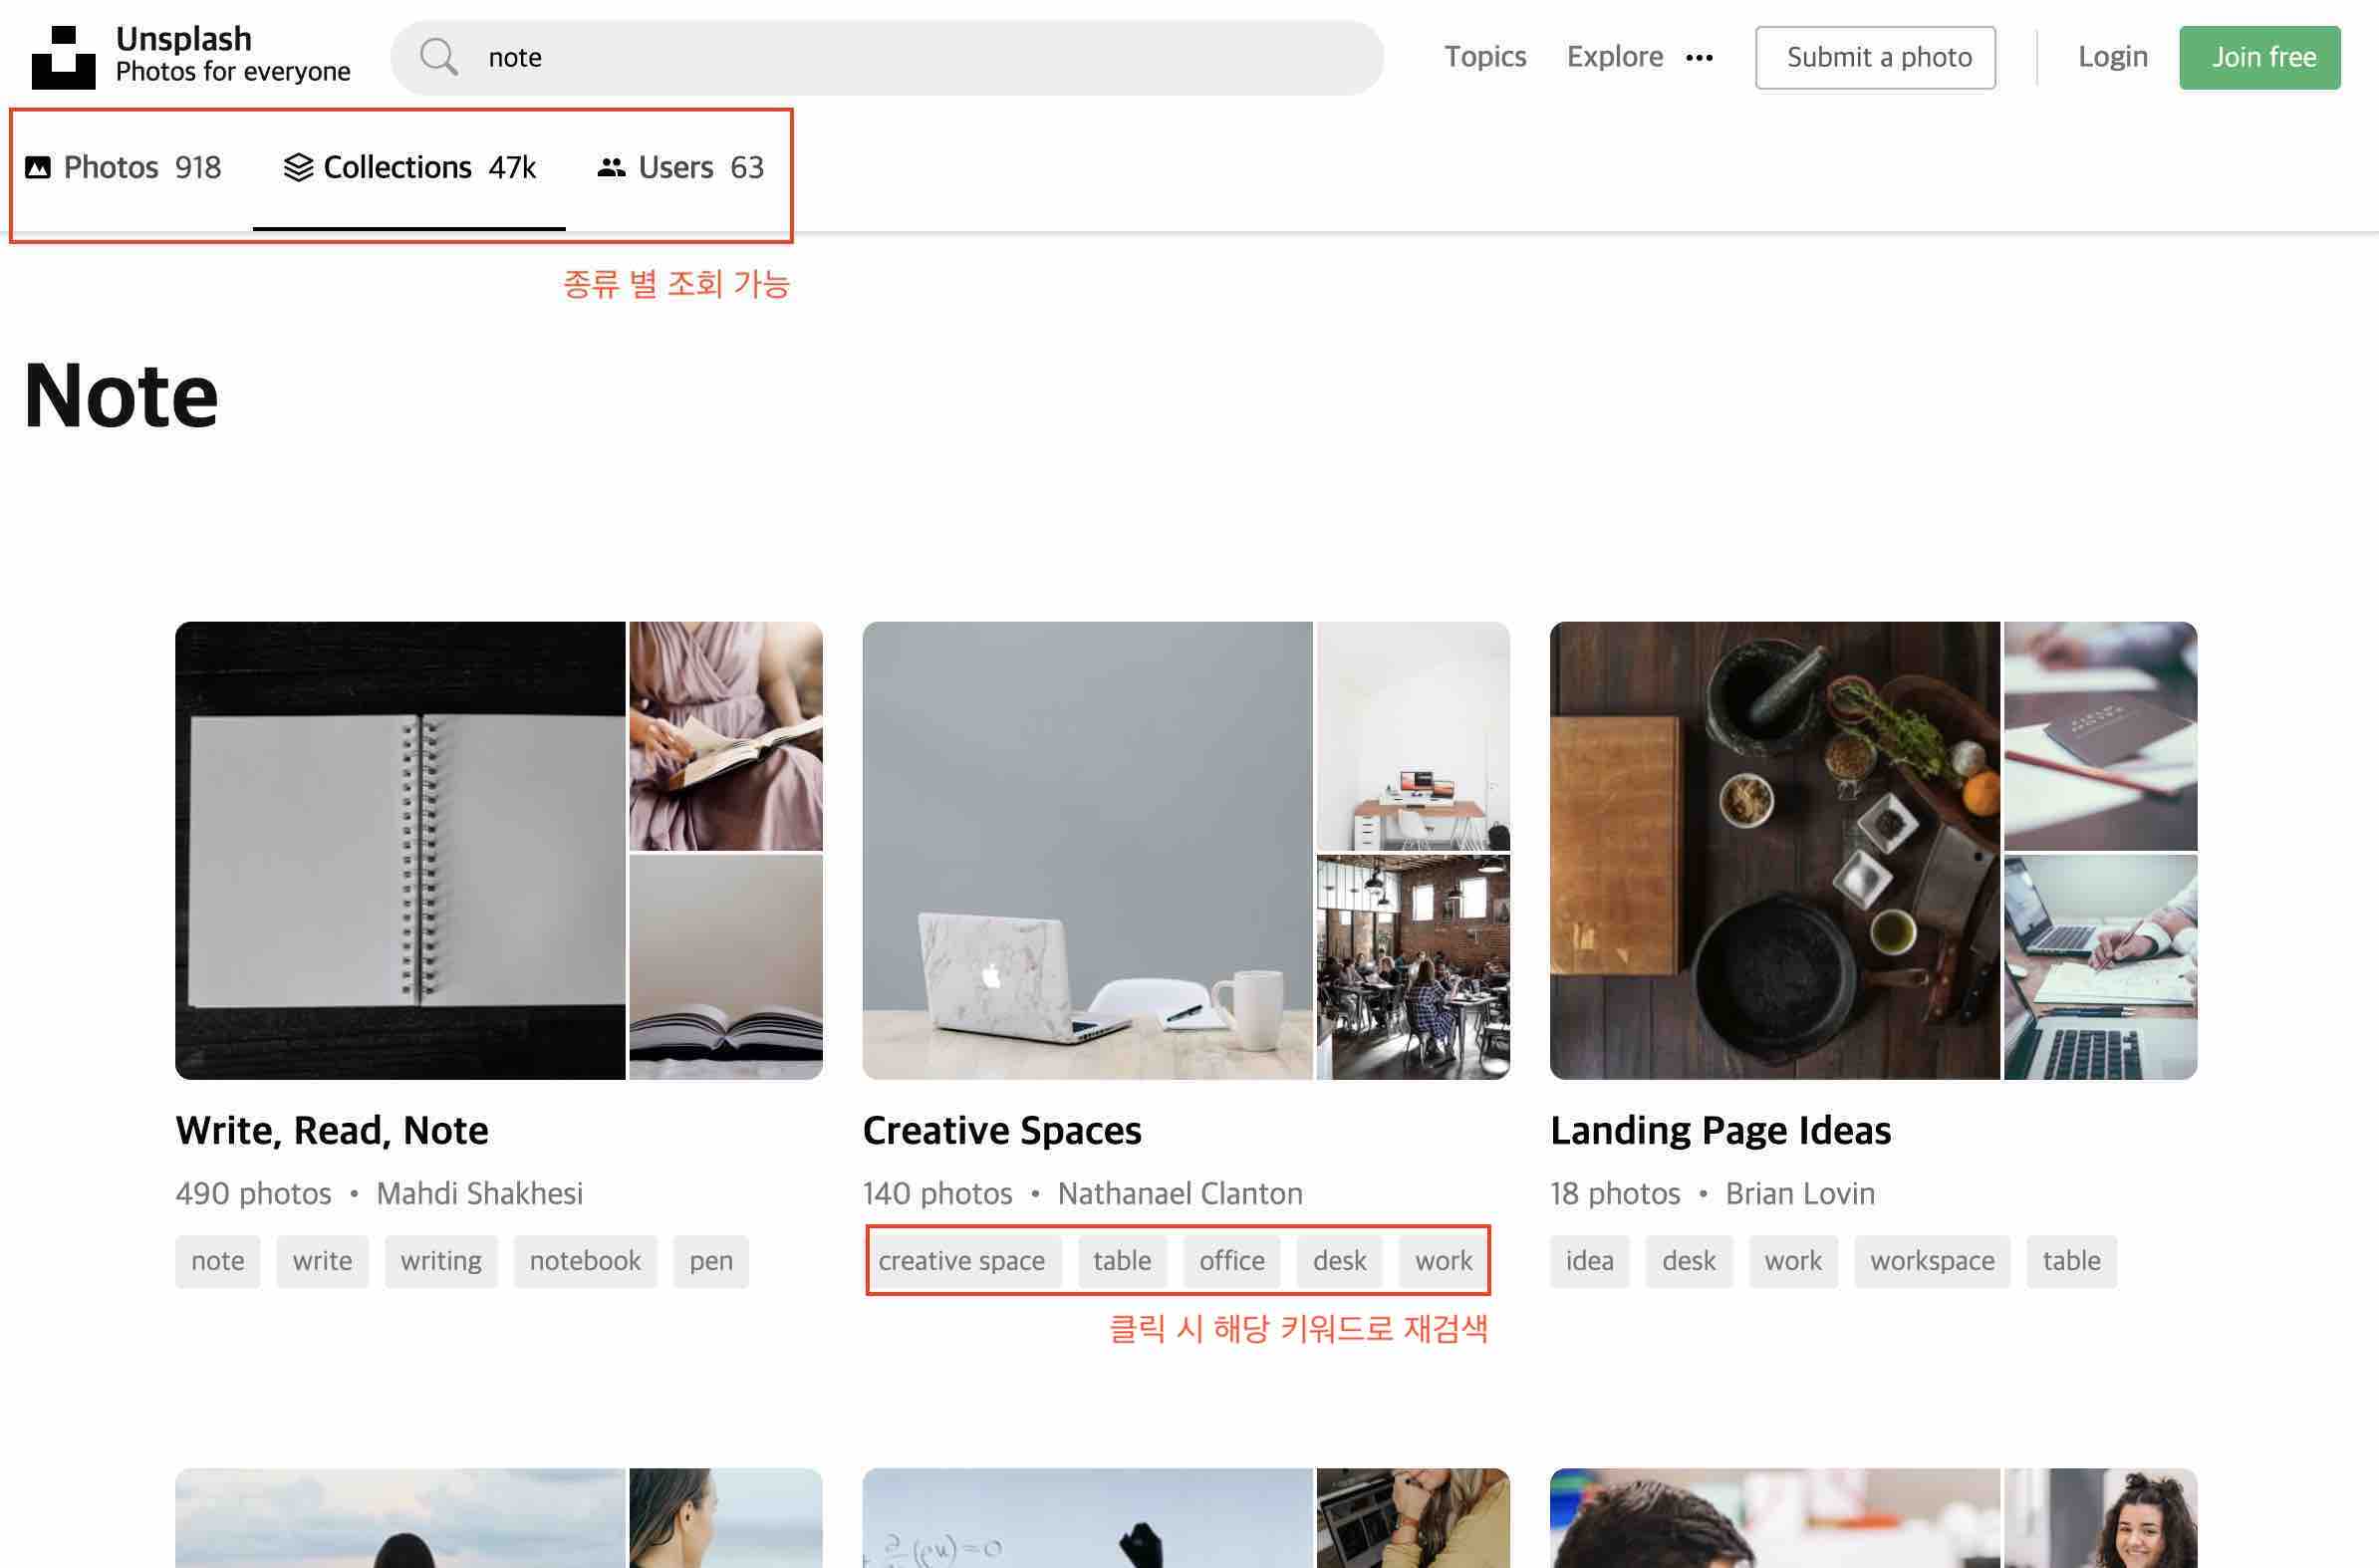 Unsplash
Photos for everyone
note
Topics Explore ••• Submit a photo Login Join free
Photos 918 Collections 47k Users 63
종류 별 조회 가능
Note
Write, Read, Note
490 photos • Mahdi Shakhesi
note write writing notebook pen
Creative Spaces
140 photos • Nathanael Clanton
creative space table office desk work
클릭 시 해당 키워드로 재검색
Landing Page Ideas
18 photos • Brian Lovin
idea desk work workspace table